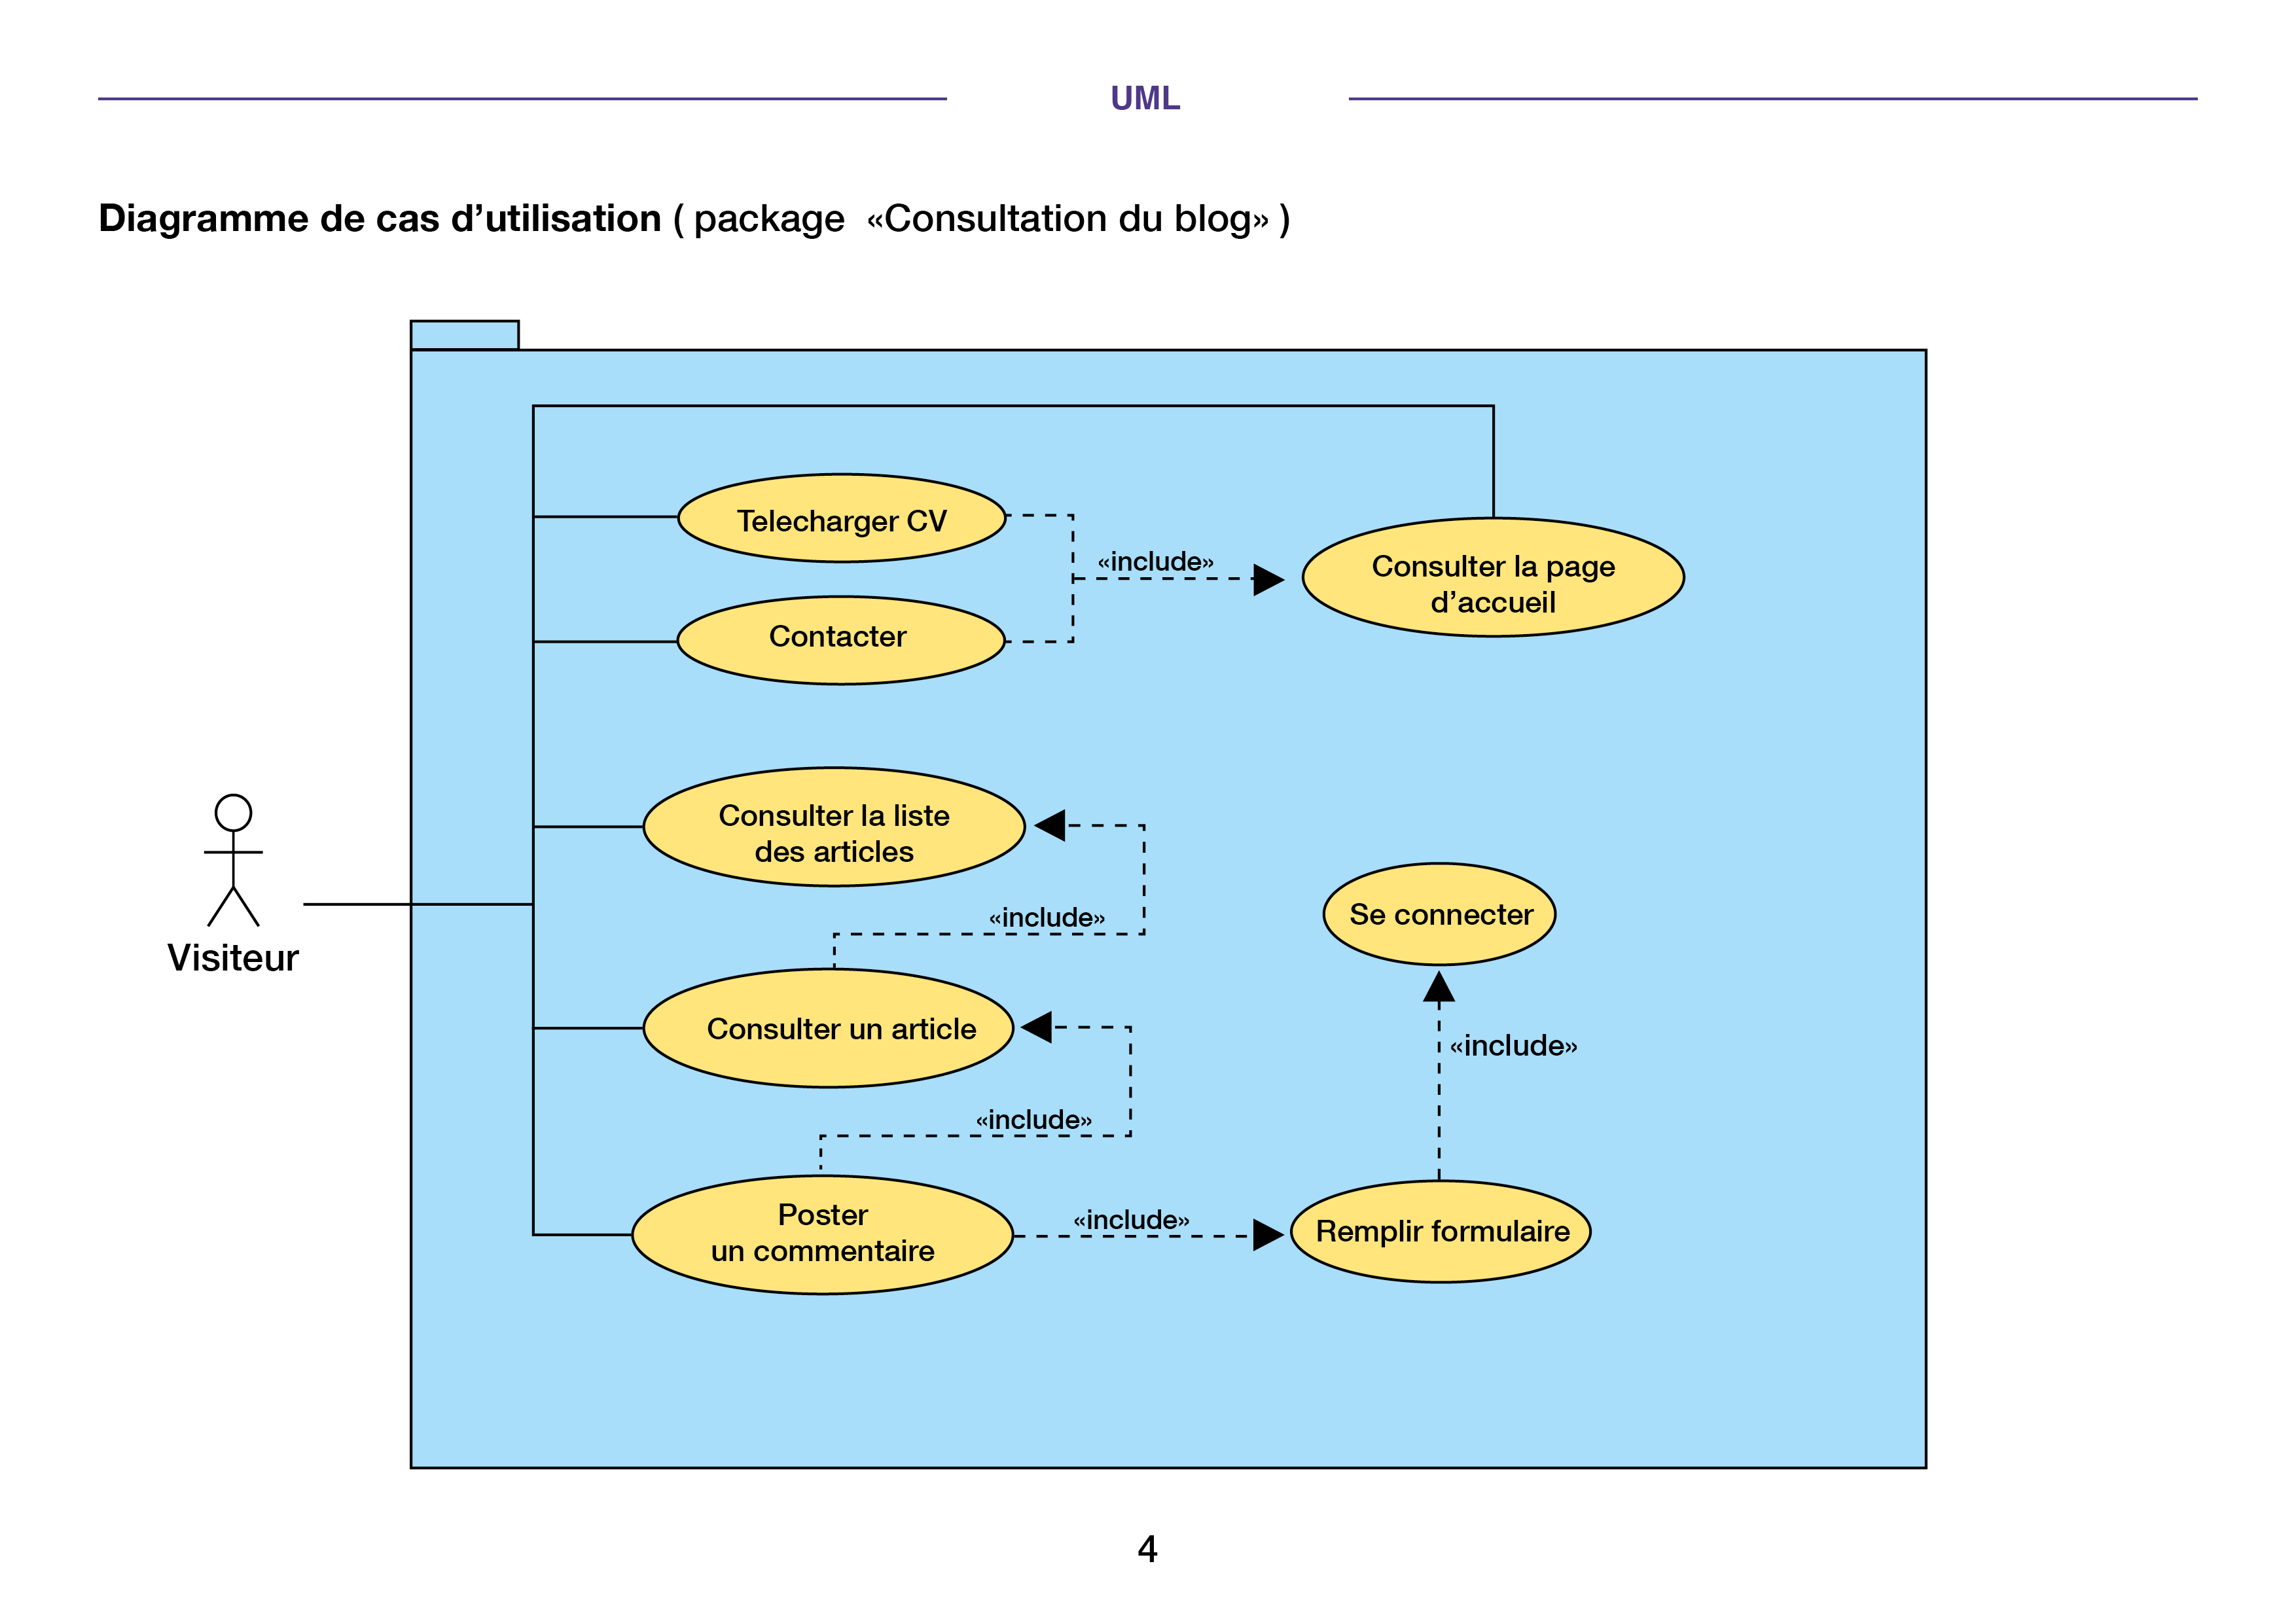 UML
Diagramme de cas d’utilisation ( package «Consultation du blog» )
Telecharger CV
«include»
Consulter la page
d’accueil
Contacter
Consulter la liste
des articles
Visiteur
«include»
Se connecter
Consulter un article
«include»
«include»
Poster
un commentaire
«include»
Remplir formulaire
4